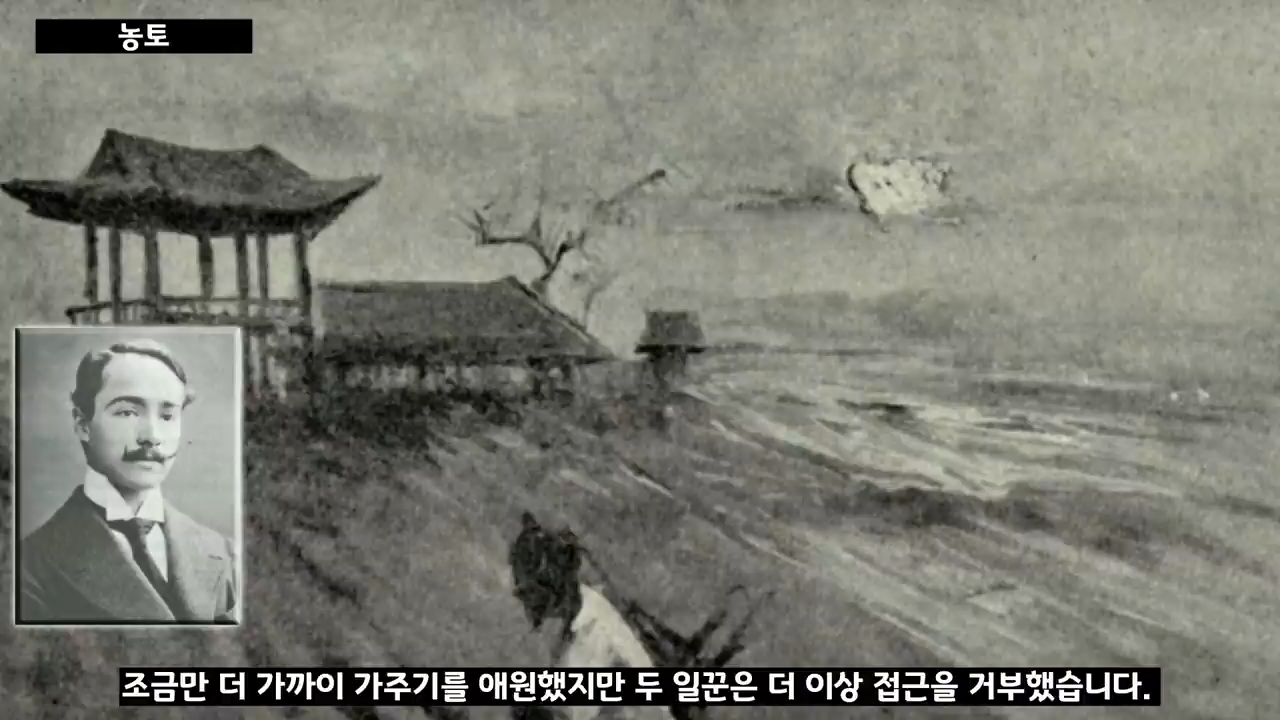 농토
조금만 더 가까이 가주기를 애원했지만 두 일꾼은 더 이상 접근을 거부했습니다.